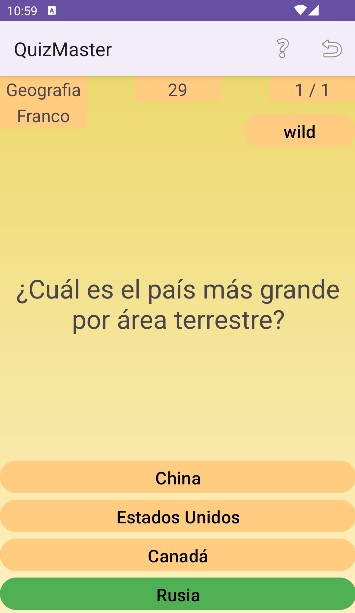 10:59
QuizMaster
Geografia
29
1 / 1
Franco
wild
¿Cuál es el país más grande
por área terrestre?
China
Estados Unidos
Canadá
Rusia